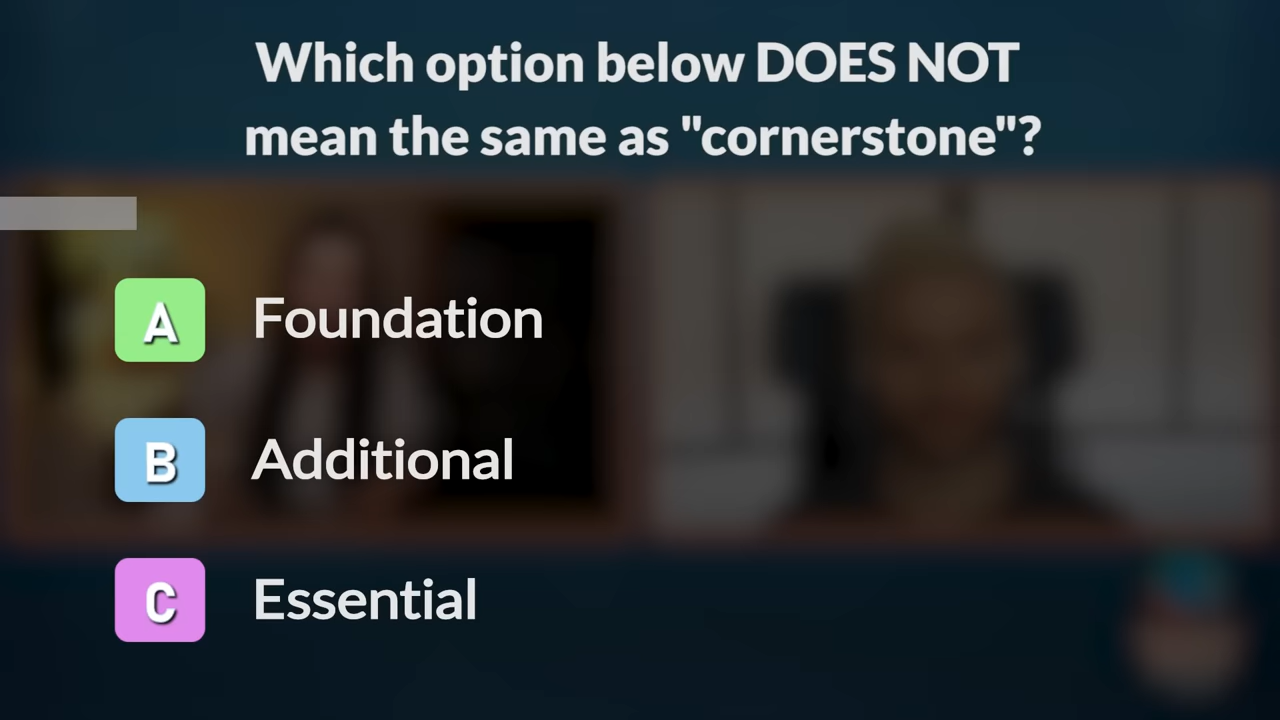 Which option below DOES NOT
mean the same as "cornerstone"?
A Foundation
B Additional
C Essential